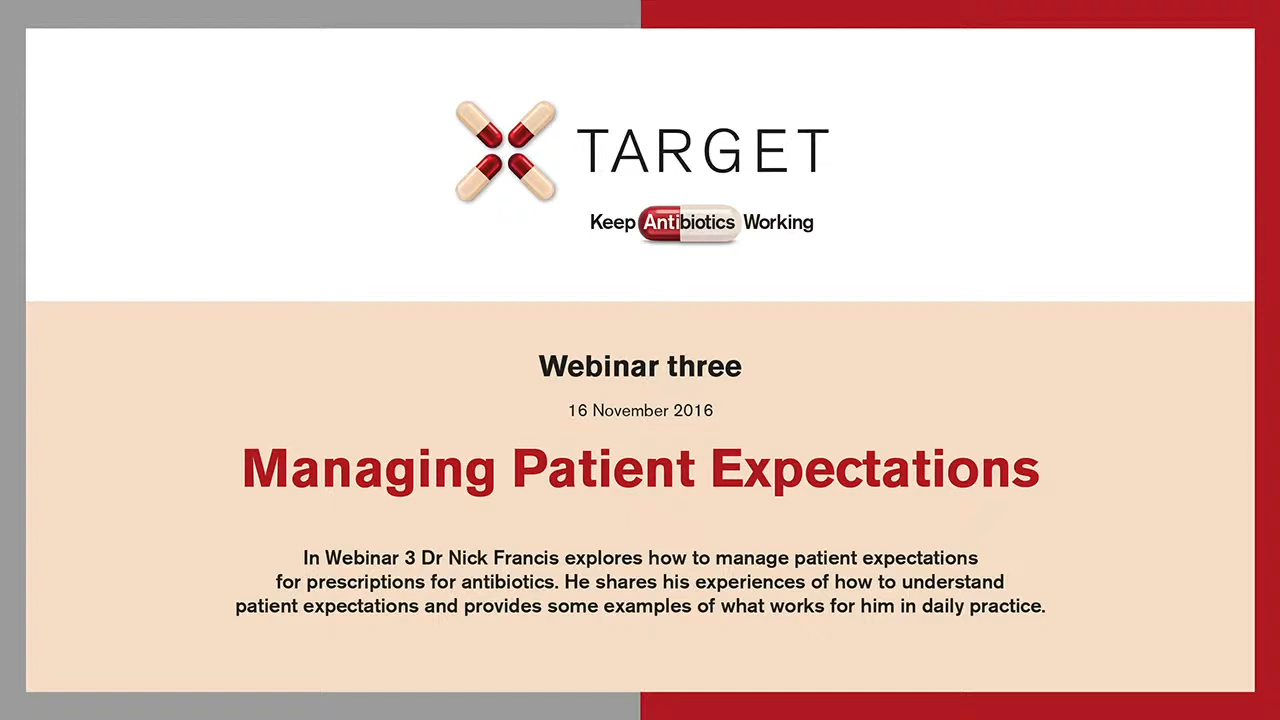 TARGET
Keep Antibiotics Working
Webinar three
16 November 2016
Managing Patient Expectations
In Webinar 3 Dr Nick Francis explores how to manage patient expectations
for prescriptions for antibiotics. He shares his experiences of how to understand
patient expectations and provides some examples of what works for him in daily practice.